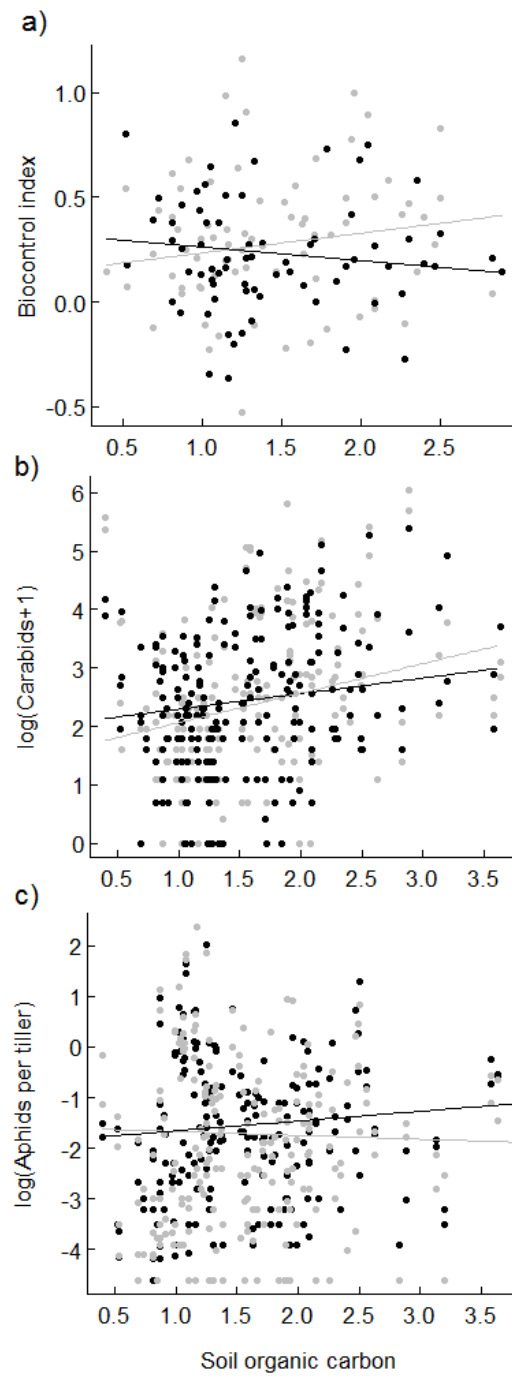 a)
Biocontrol index
1.0
0.5
0.0
-0.5
0.5 1.0 1.5 2.0 2.5
b)
log(Carabids+1)
6
5
4
3
2
1
0
0.5 1.0 1.5 2.0 2.5 3.0 3.5
c)
log(Aphids per tiller)
2
1
0
-1
-2
-3
-4
0.5 1.0 1.5 2.0 2.5 3.0 3.5
Soil organic carbon